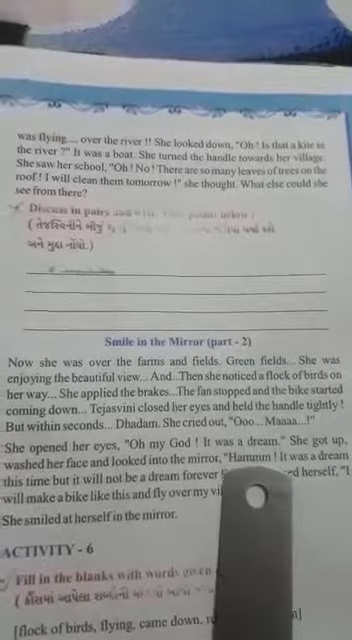 was flying.... over the river !! She looked down, "Oh ! Is that a kite in
the river ?" It was a boat. She turned the handle towards her village.
She saw her school, "Oh ! No ! There are so many leaves of trees on the
roof ! I will clean them tomorrow !" she thought. What else could she
see from there?
Discuss in pairs and write
( તેજસ્વિનીને બીજું
અને મુદ્દા નોંધો.)
Smile in the Mirror (part - 2)
Now she was over the farms and fields. Green fields... She was
enjoying the beautiful view... And...Then she noticed a flock of birds on
her way... She applied the brakes...The fan stopped and the bike started
coming down... Tejasvini closed her eyes and held the handle tightly !
But within seconds... Dhadam. She cried out, "Ooo... Maaaa...!"
She opened her eyes, "Oh my God ! It was a dream." She got up,
washed her face and looked into the mirror, "Hammm ! It was a dream
this time but it will not be a dream forever herself, "I
will make a bike like this and fly over my
She smiled at herself in the mirror.
ACTIVITY - 6
Fill in the blanks with words given
( કૌંસમાં આપેલા શબ્દોની
[flock of birds, flying, came down,